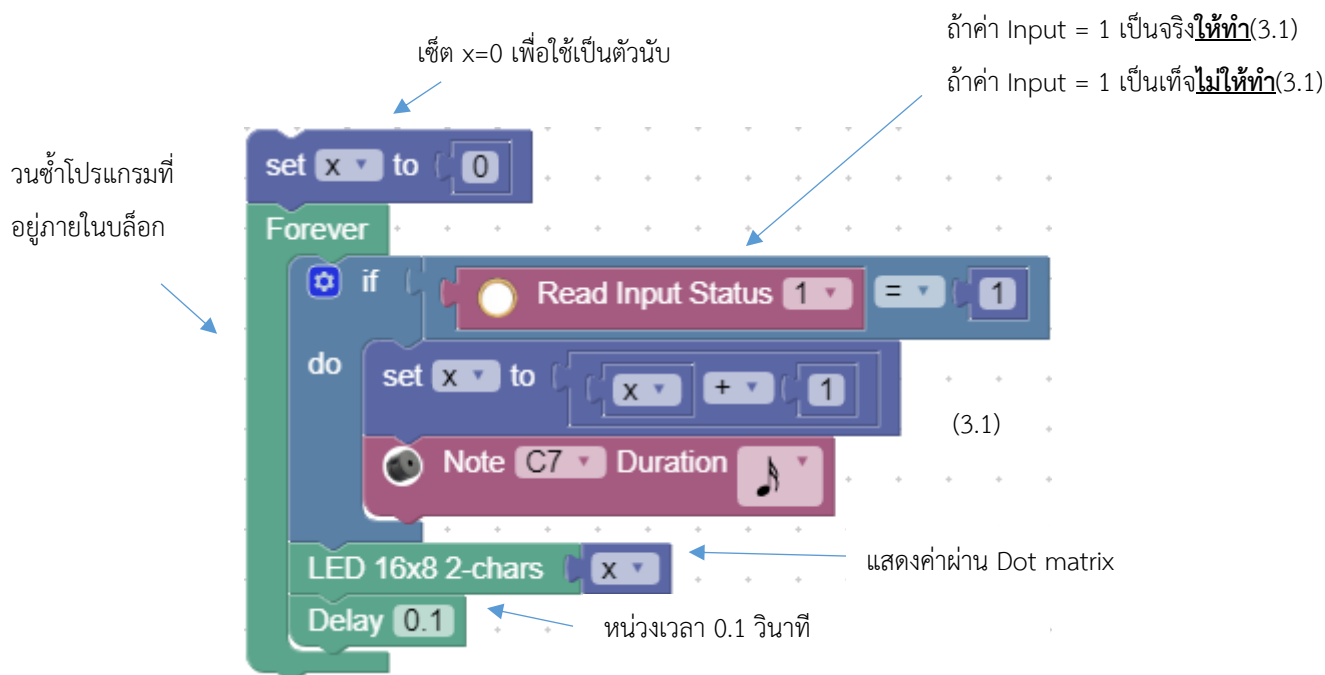 ถ้าค่า Input = 1 เป็นจริงให้ทำ(3.1)
ถ้าค่า Input = 1 เป็นเท็จไม่ให้ทำ(3.1)
เซ็ต x=0 เพื่อใช้เป็นตัวนับ
วนซ้ำโปรแกรมที่
อยู่ภายในบล็อก
set x to 0
Forever
if Read Input Status 1 = 1
do set x to x + 1
(3.1)
Note C7 Duration
LED 16x8 2-chars x
แสดงค่าผ่าน Dot matrix
Delay 0.1
หน่วงเวลา 0.1 วินาที